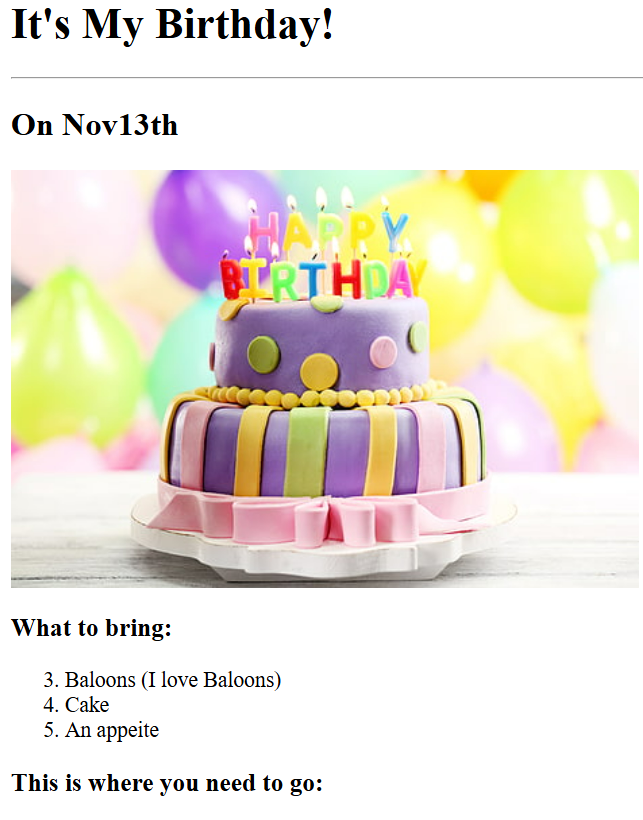 It's My Birthday!
On Nov13th
HAPPY
BIRTHDAY
What to bring:
3. Baloons (I love Baloons)
4. Cake
5. An appeite
This is where you need to go: